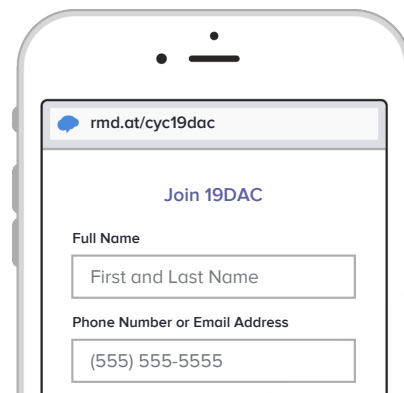 rmd.at/cyc19dac
Join 19DAC
Full Name
First and Last Name
Phone Number or Email Address
(555) 555-5555